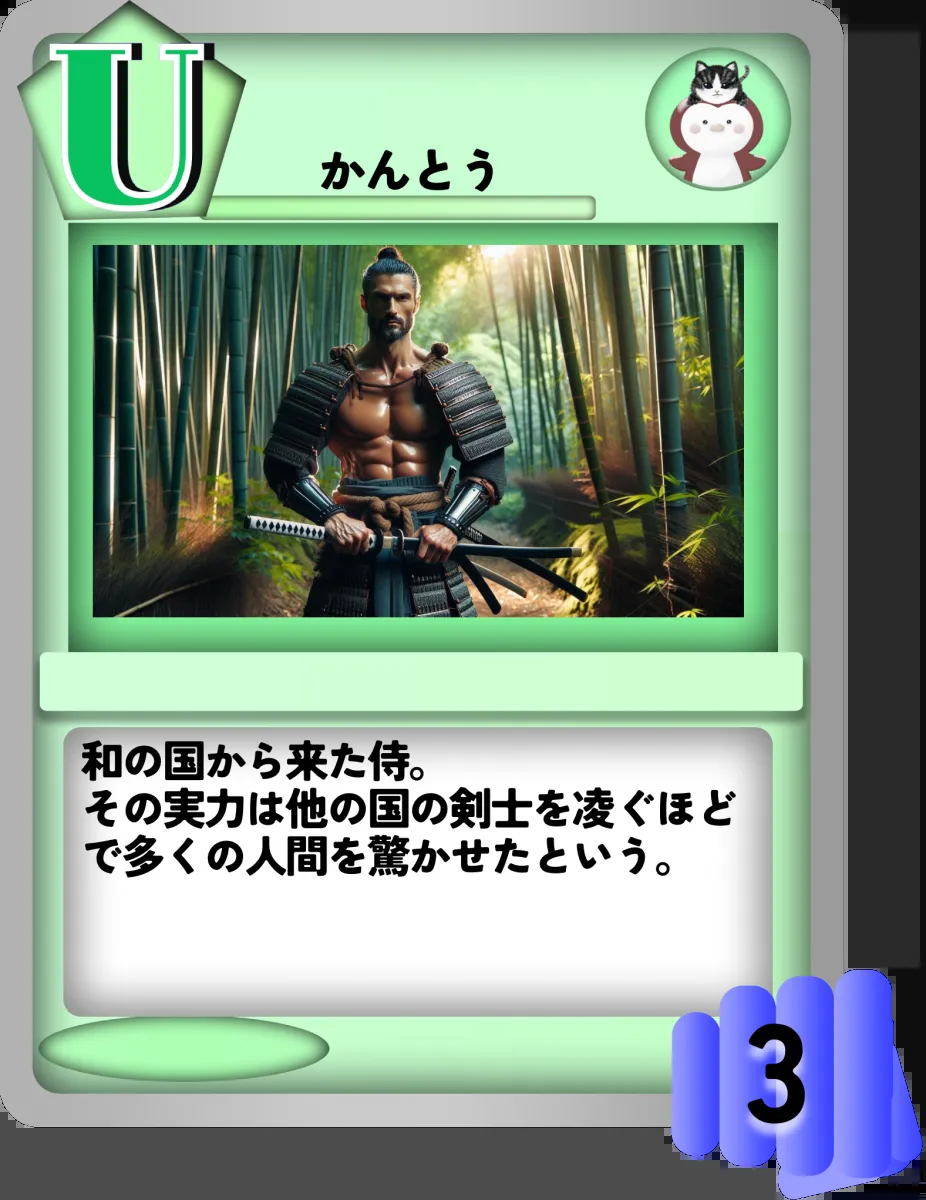 U
かんとう
和の国から来た侍。
その実力は他の国の剣士を凌ぐほど
で多くの人間を驚かせたという。
3